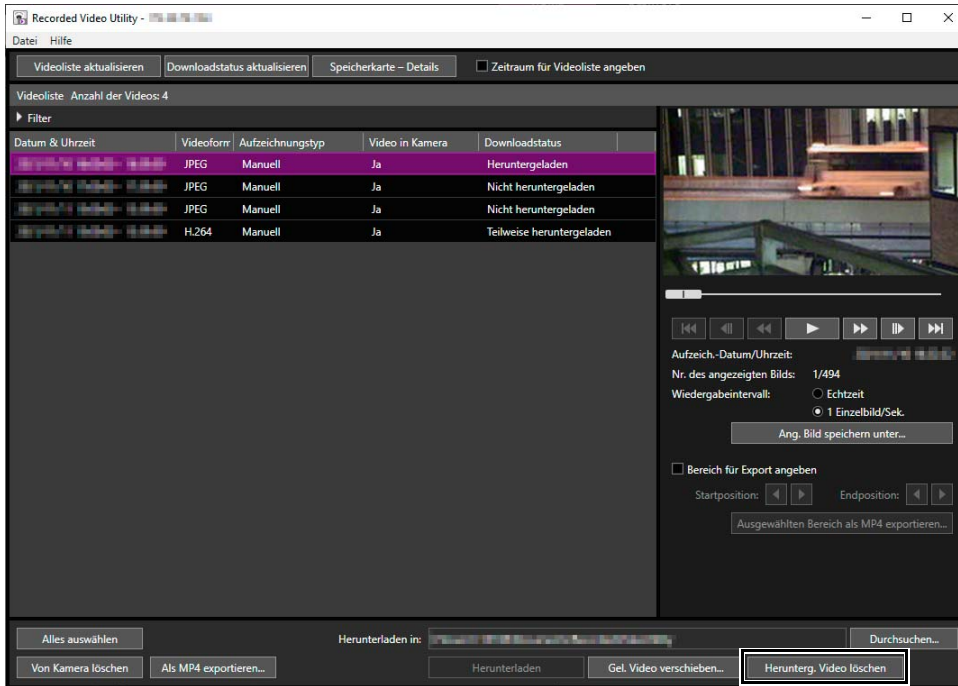 Recorded Video Utility -
Datei Hilfe
Videoliste aktualisieren Downloadstatus aktualisieren Speicherkarte – Details Zeitraum für Videoliste angeben
Videoliste Anzahl der Videos: 4
Filter
Datum & Uhrzeit Videoform Aufzeichnungstyp Video in Kamera Downloadstatus
JPEG Manuell Ja Heruntergeladen
JPEG Manuell Ja Nicht heruntergeladen
JPEG Manuell Ja Nicht heruntergeladen
H.264 Manuell Ja Teilweise heruntergeladen
Aufzeich.-Datum/Uhrzeit:
Nr. des angezeigten Bilds: 1/494
Wiedergabeintervall: Echtzeit
1 Einzelbild/Sek.
Ang. Bild speichern unter...
Bereich für Export angeben
Startposition: Endposition:
Ausgewählten Bereich als MP4 exportieren...
Alles auswählen Herunterladen in: Durchsuchen...
Von Kamera löschen Als MP4 exportieren... Herunterladen Gel. Video verschieben... Herunterg. Video löschen